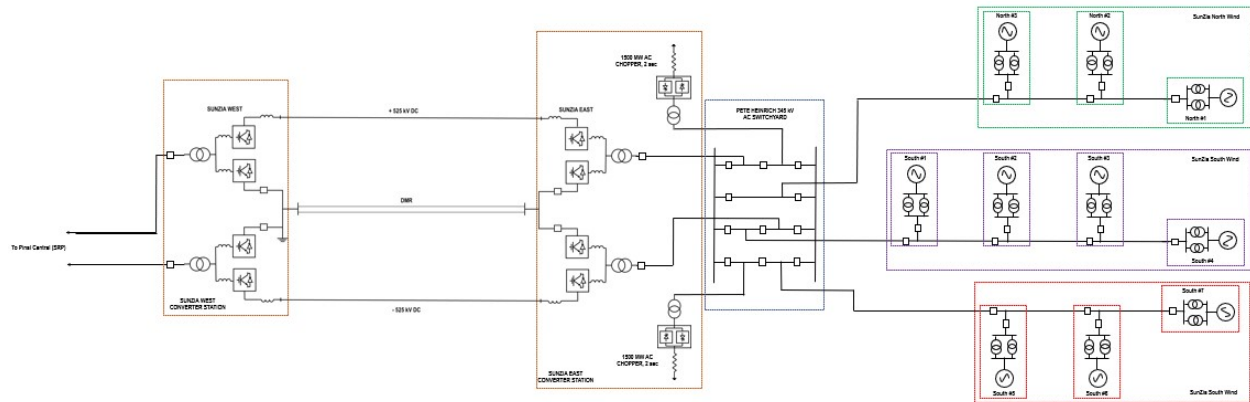 SUNZIA WEST
+ 525 kV DC
SUNZIA EAST
1500 MW AC
CHOPPER, 2 sec
PETE HEINRICH 345 kV
AC SWITCHYARD
North #3
North #2
SunZia North Wind
North #1
DMR
To Pinal Central (SRP)
South #1
South #2
South #3
SunZia South Wind
South #4
SUNZIA WEST
CONVERTER STATION
- 525 kV DC
1500 MW AC
CHOPPER, 2 sec
SUNZIA EAST
CONVERTER STATION
South #7
South #5
South #6
SunZia South Wind